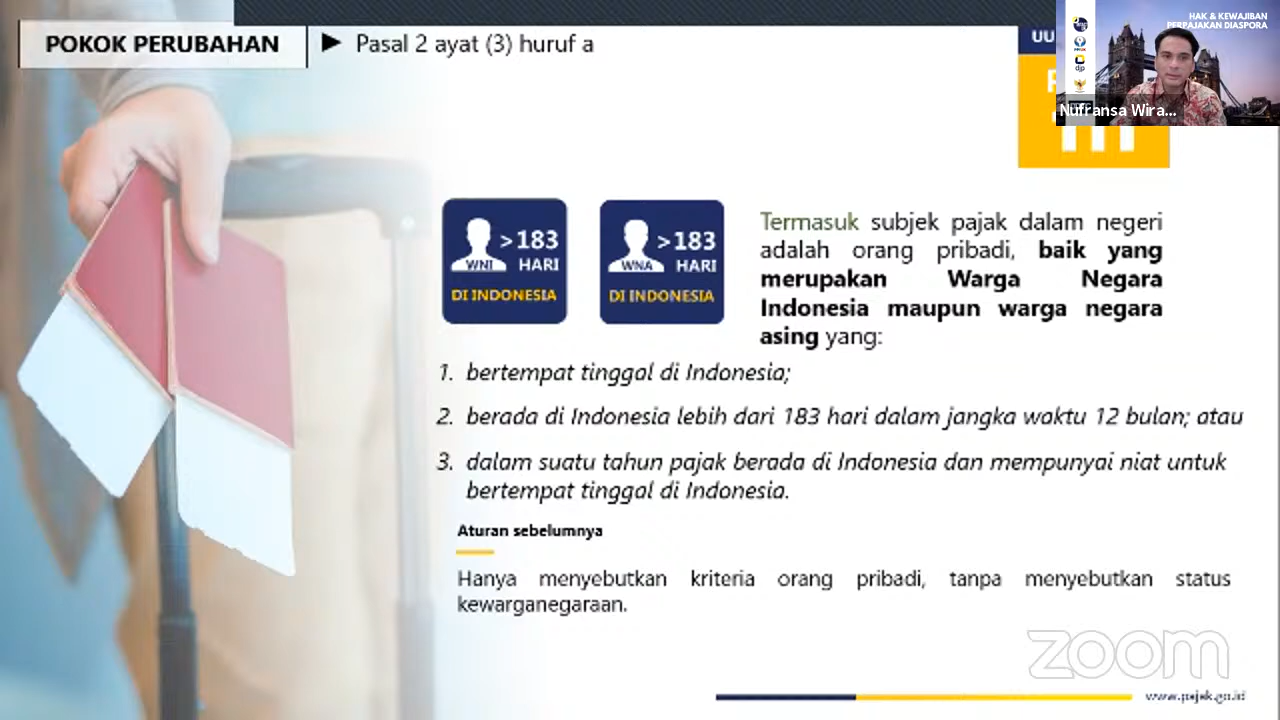 POKOK PERUBAHAN
Pasal 2 ayat (3) huruf a
UU
HAK & KEWAJIBAN
PERPAJAKAN DIASPORA
djp
Nufransa Wira...
>183
WNI
HARI
DI INDONESIA
>183
WNA
HARI
DI INDONESIA
Termasuk subjek pajak dalam negeri
adalah orang pribadi, baik yang
merupakan Warga Negara
Indonesia maupun warga negara
asing yang:
1. bertempat tinggal di Indonesia;
2. berada di Indonesia lebih dari 183 hari dalam jangka waktu 12 bulan; atau
3. dalam suatu tahun pajak berada di Indonesia dan mempunyai niat untuk
bertempat tinggal di Indonesia.
Aturan sebelumnya
Hanya menyebutkan kriteria orang pribadi, tanpa menyebutkan status
kewarganegaraan.
zoom
www.pajak.go.id